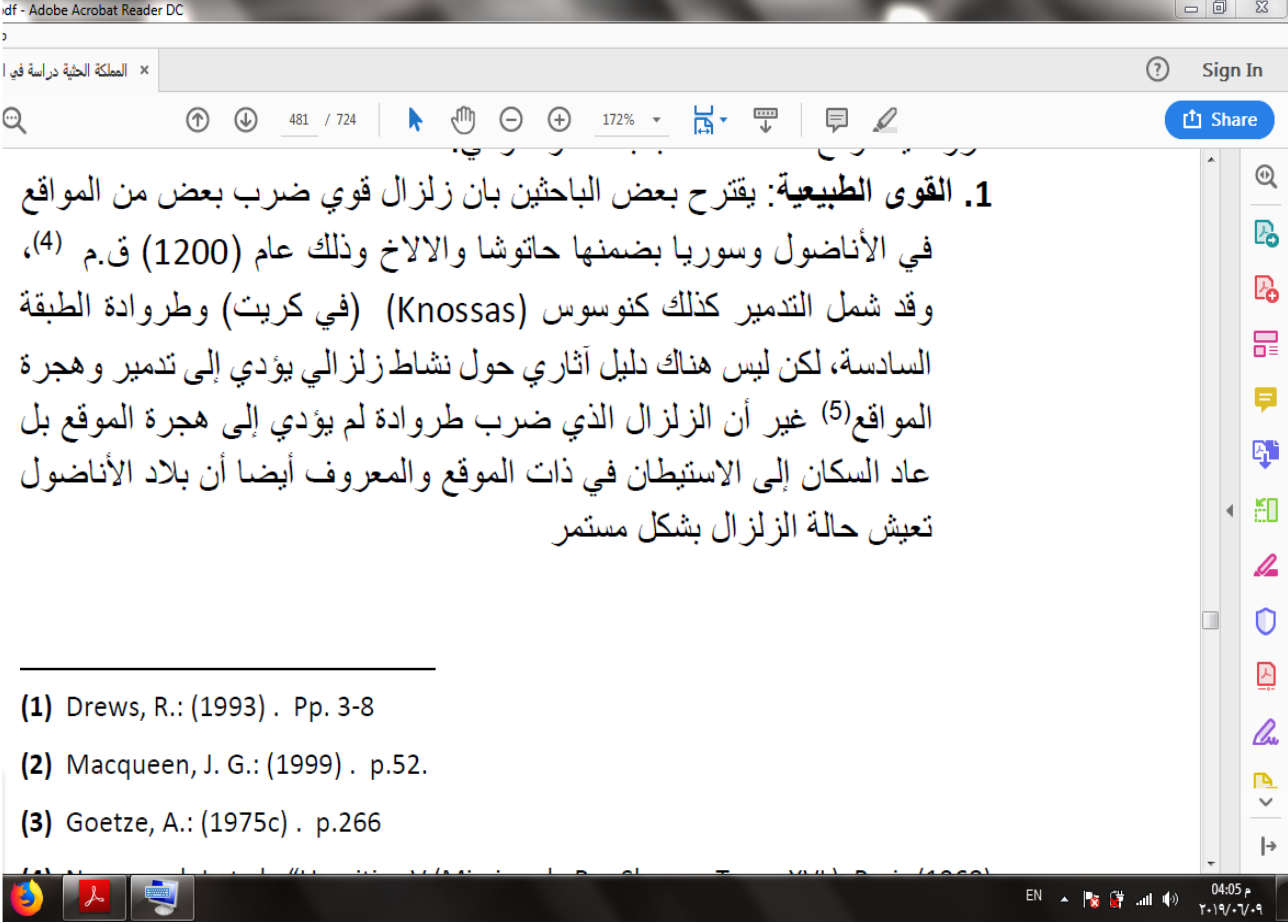 df - Adobe Acrobat Reader DC
المملكة الحثية دراسة في ا ×
? Sign In
481 / 724 172% Share
1. القوى الطبيعية: يقترح بعض الباحثين بان زلزال قوي ضرب بعض من المواقع
في الأناضول وسوريا بضمنها حاتوشا والالاخ وذلك عام (1200) ق.م (4)،
وقد شمل التدمير كذلك كنوسوس (Knossas) (في كريت) وطروادة الطبقة
السادسة، لكن ليس هناك دليل آثاري حول نشاط زلزالي يؤدي إلى تدمير وهجرة
المواقع(5) غير أن الزلزال الذي ضرب طروادة لم يؤدي إلى هجرة الموقع بل
عاد السكان إلى الاستيطان في ذات الموقع والمعروف أيضا أن بلاد الأناضول
تعيش حالة الزلزال بشكل مستمر
(1) Drews, R.: (1993) . Pp. 3-8
(2) Macqueen, J. G.: (1999) . p.52.
(3) Goetze, A.: (1975c) . p.266
EN 04:05 م
٢٠١٩/٠٦/٠٩